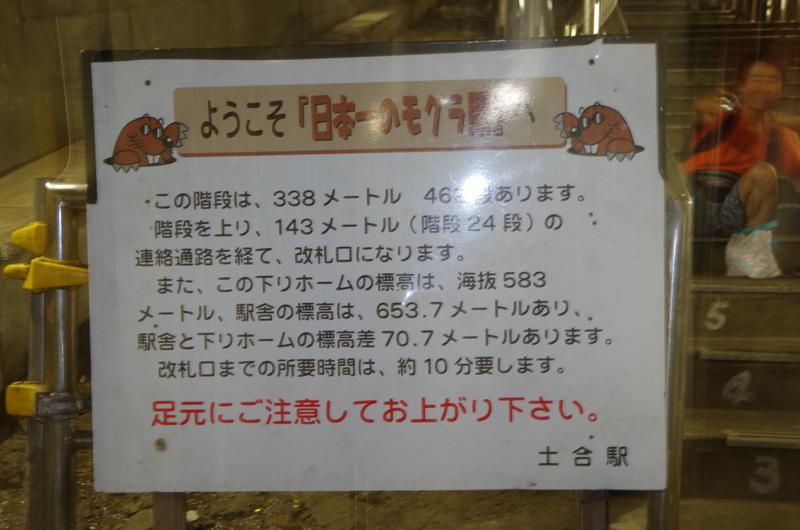 ようこそ『日本一のモグラ駅』へ
この階段は、338メートル 462段あります。
階段を上り、143メートル（階段24段）の
連絡通路を経て、改札口になります。
また、この下りホームの標高は、海抜583
メートル、駅舎の標高は、653.7メートルあり、
駅舎と下りホームの標高差70.7メートルあります。
改札口までの所要時間は、約10分要します。
足元にご注意してお上がり下さい。
土合駅
5
4
3